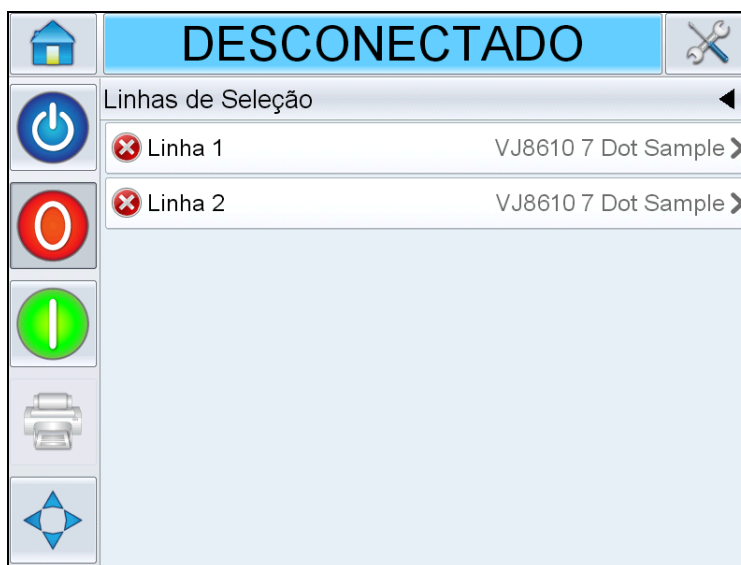 DESCONECTADO
Linhas de Seleção
Linha 1 VJ8610 7 Dot Sample
Linha 2 VJ8610 7 Dot Sample